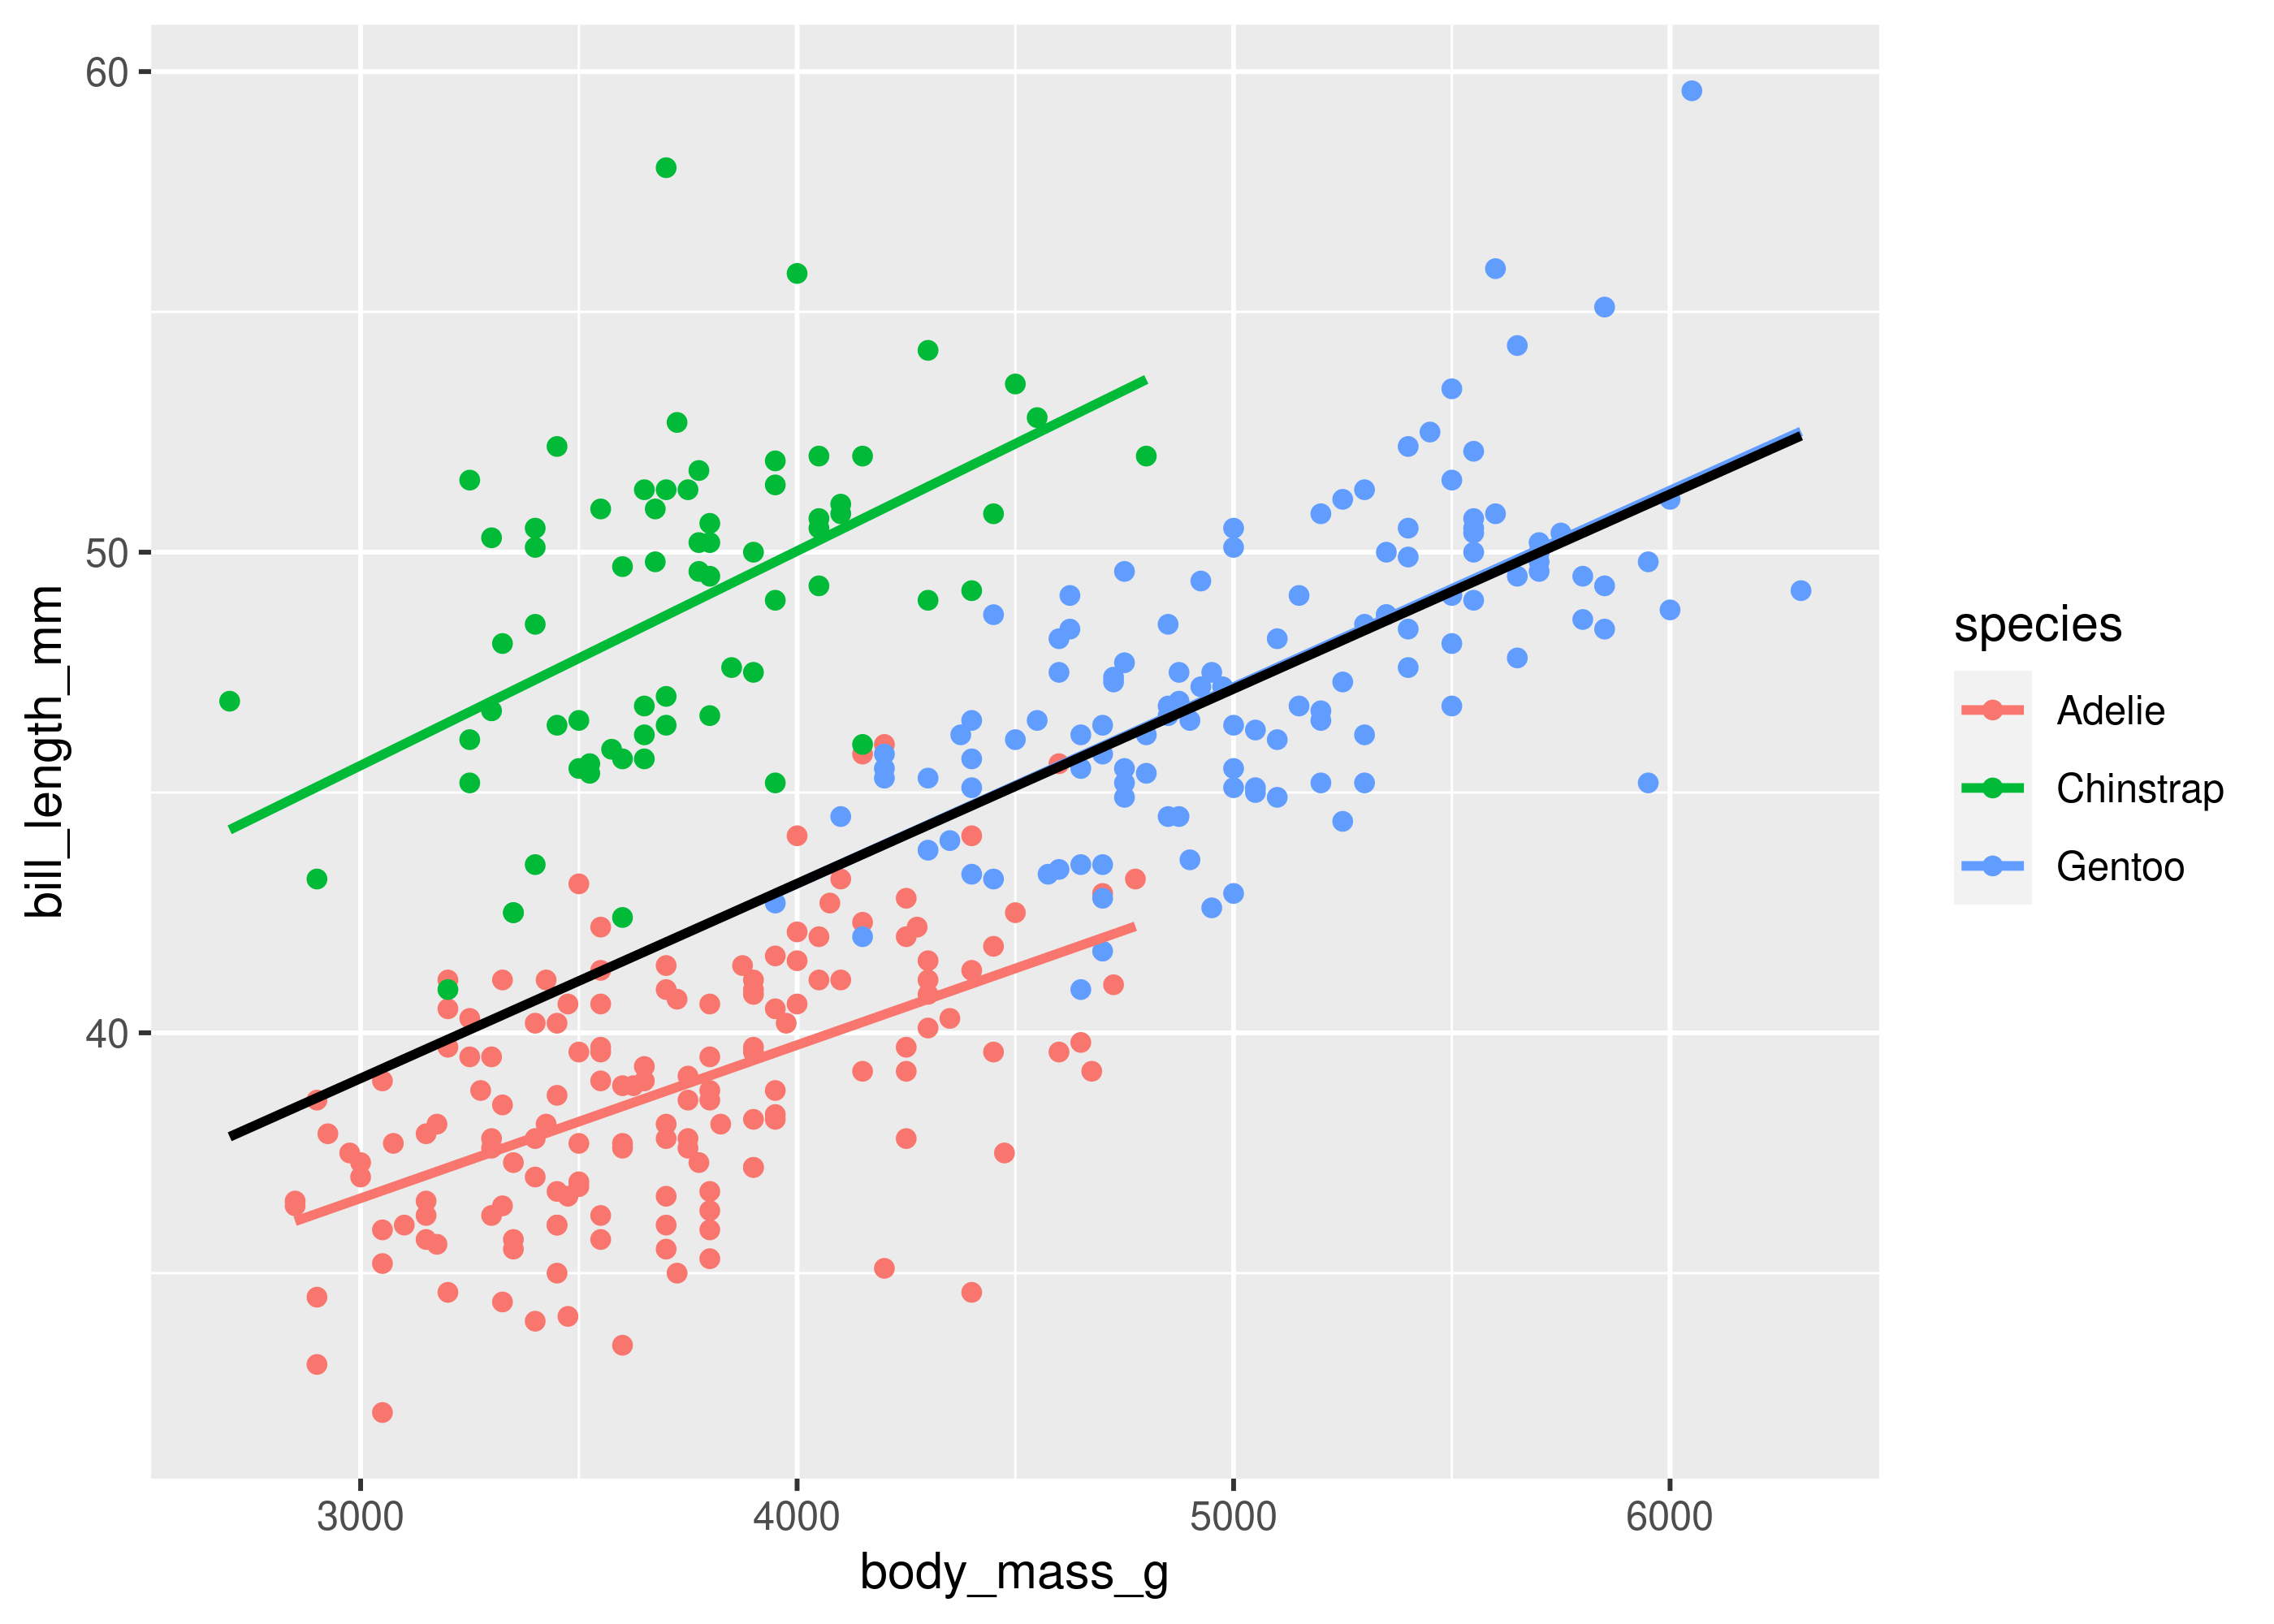 60
50
40
bill_length_mm
3000 4000 5000 6000
body_mass_g
species
Adelie
Chinstrap
Gentoo